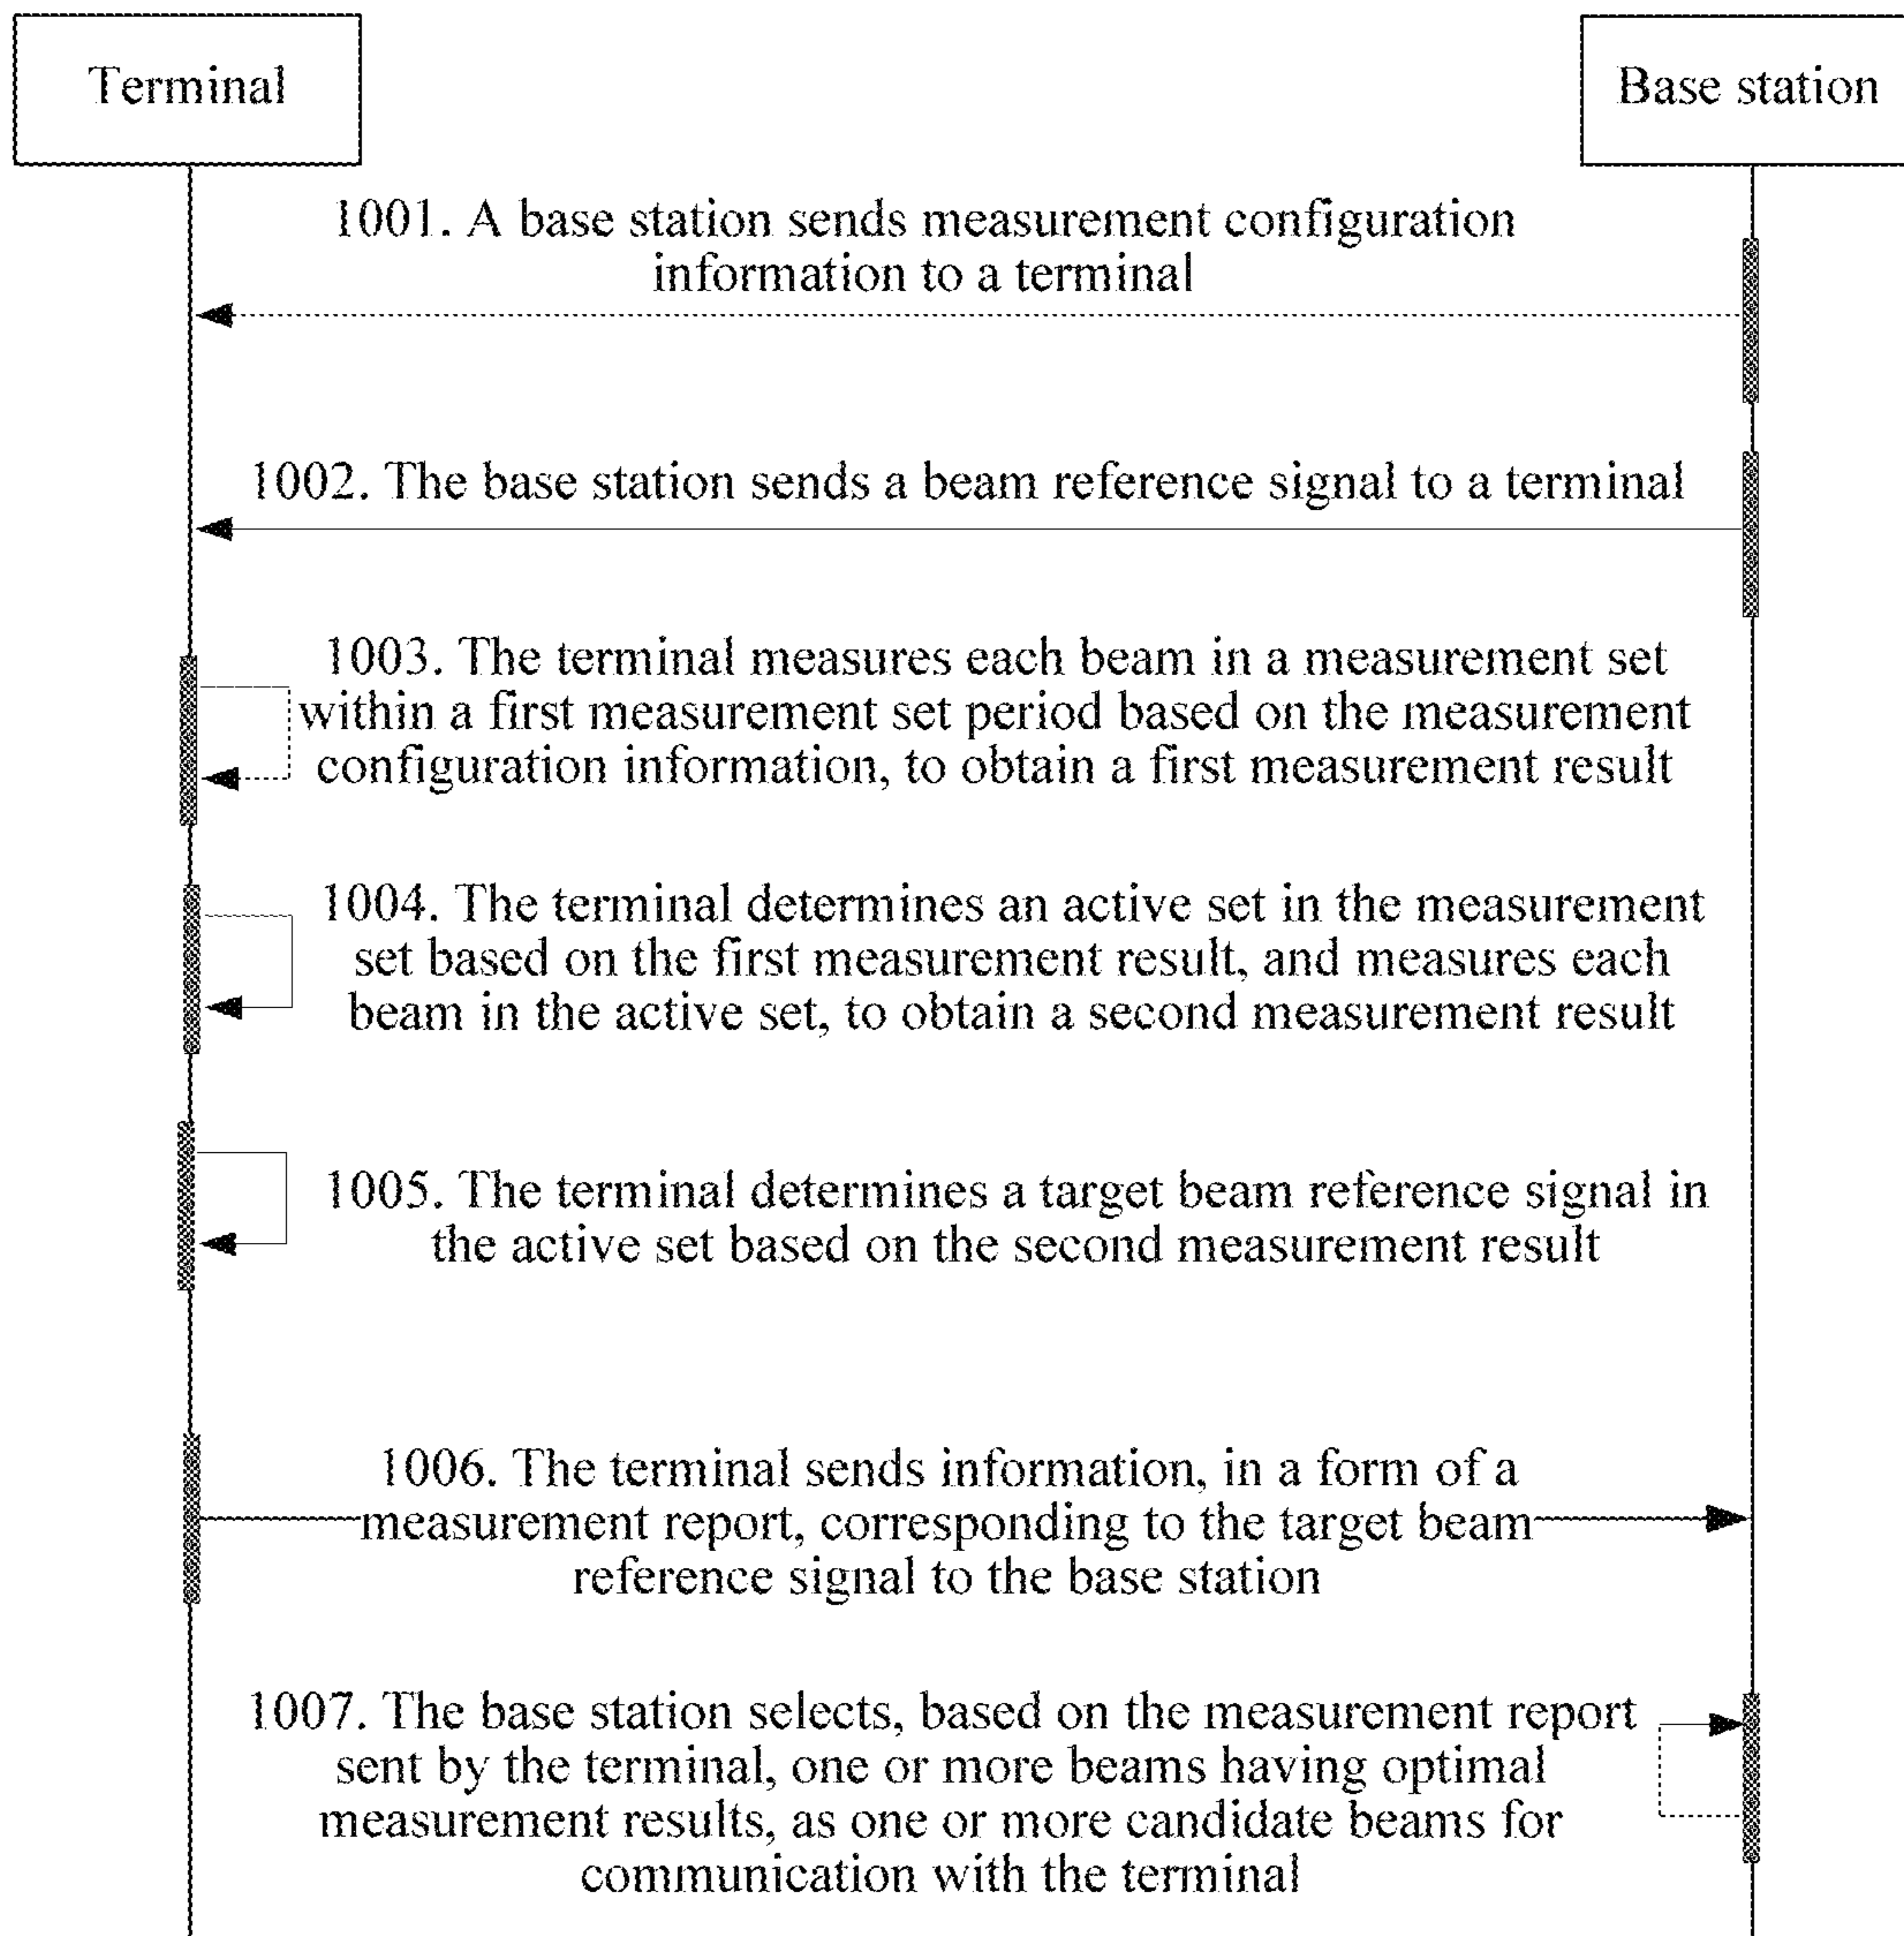 Terminal
Base station
1001. A base station sends measurement configuration
information to a terminal
1002. The base station sends a beam reference signal to a terminal
1003. The terminal measures each beam in a measurement set
within a first measurement set period based on the measurement
configuration information, to obtain a first measurement result
1004. The terminal determines an active set in the measurement
set based on the first measurement result, and measures each
beam in the active set, to obtain a second measurement result
1005. The terminal determines a target beam reference signal in
the active set based on the second measurement result
1006. The terminal sends information, in a form of a
measurement report, corresponding to the target beam
reference signal to the base station
1007. The base station selects, based on the measurement report
sent by the terminal, one or more beams having optimal
measurement results, as one or more candidate beams for
communication with the terminal